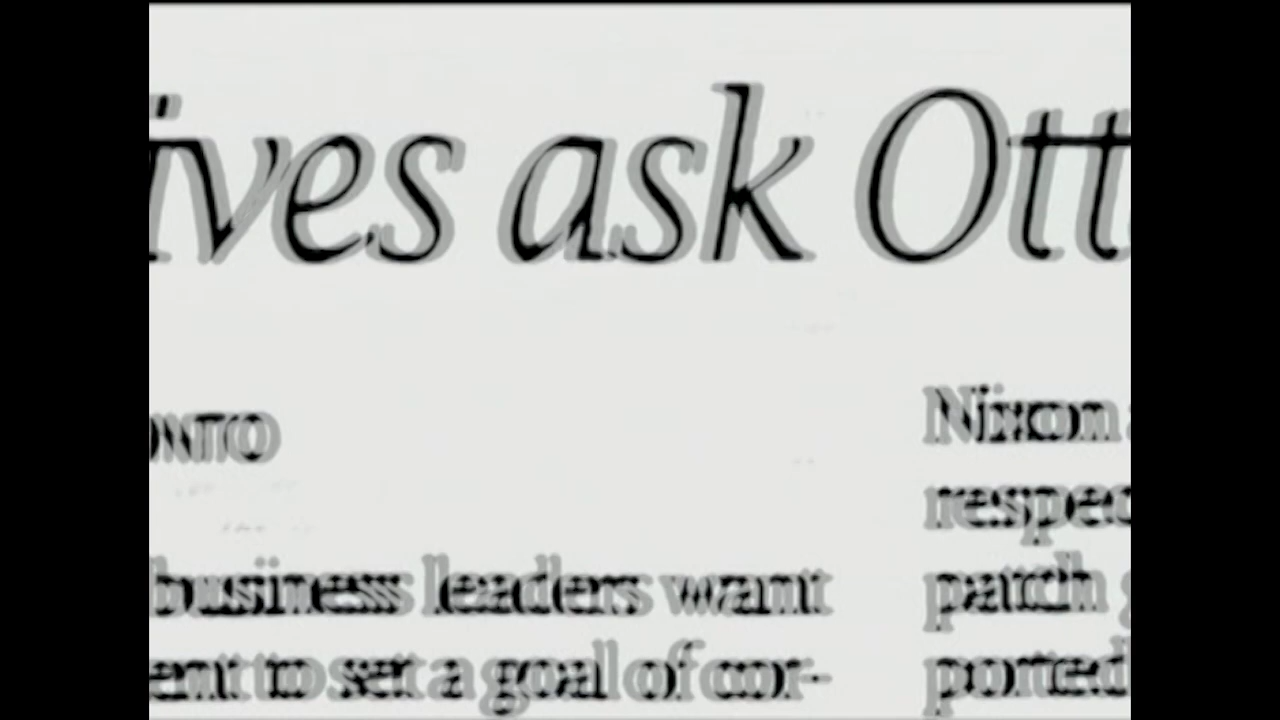 ives ask Ott
ONTO
business leaders want
ent to set a goal of cor-
Nixon
respec
patch g
ported